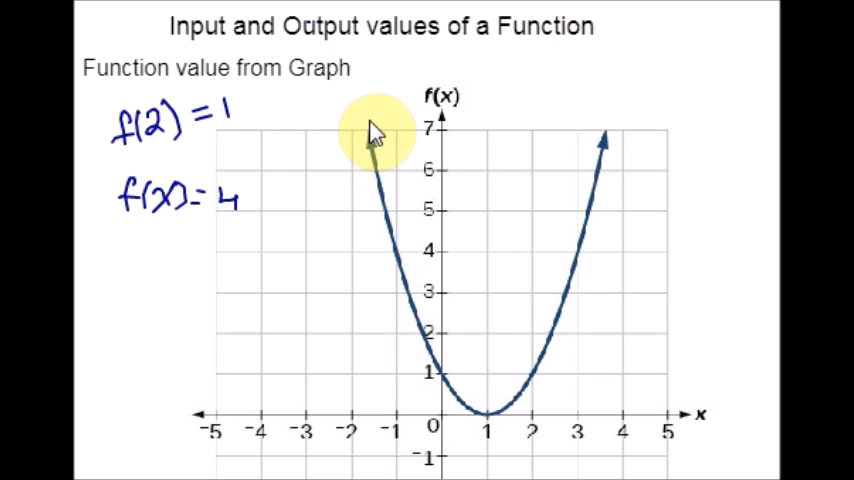 Input and Output values of a Function
Function value from Graph
f(2) = 1
f(x) = 4
f(x)
7
6
5
4
3
2
1
-5 -4 -3 -2 -1 0 1 2 3 4 5 x
-1